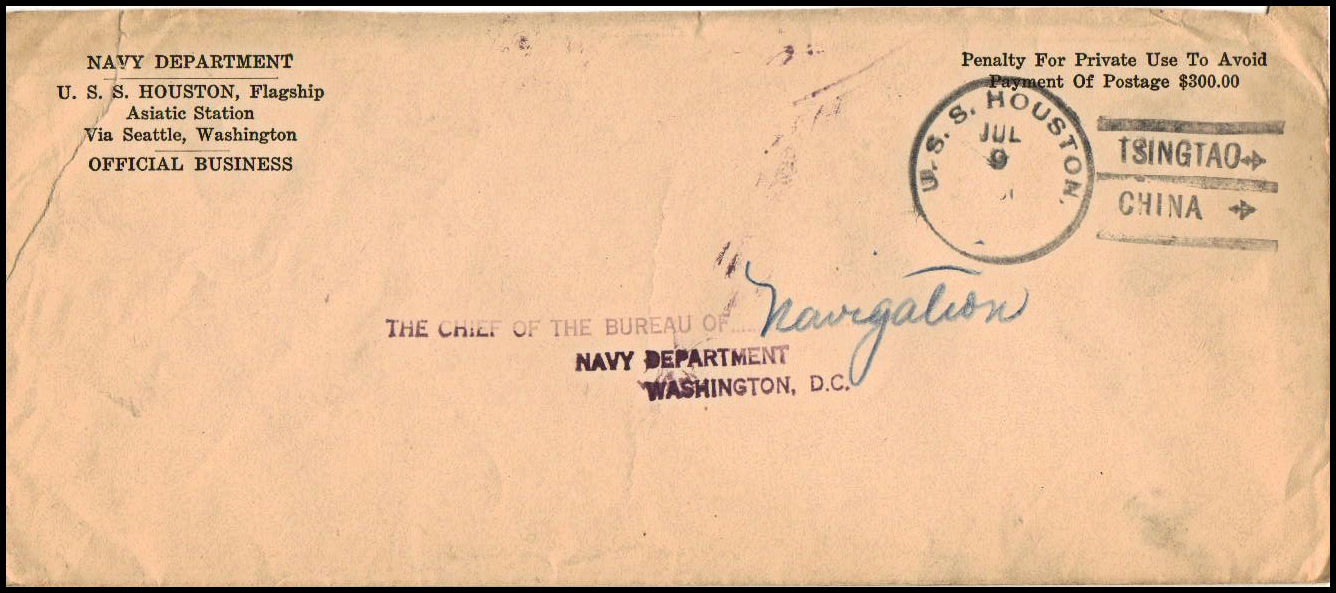 NAVY DEPARTMENT
U. S. S. HOUSTON, Flagship
Asiatic Station
Via Seattle, Washington
OFFICIAL BUSINESS
Penalty For Private Use To Avoid
Payment Of Postage $300.00
U. S. S. HOUSTON.
JUL
9
TSINGTAO
CHINA
THE CHIEF OF THE BUREAU OF..... Navigation
NAVY DEPARTMENT
WASHINGTON, D.C.